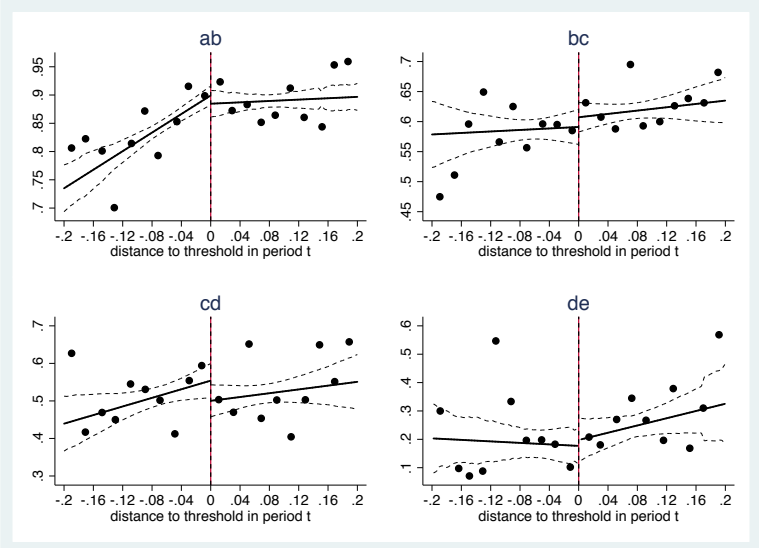 ab
.7 .75 .8 .85 .9 .95
-.2 -.16 -.12 -.08 -.04 0 .04 .08 .12 .16 .2
distance to threshold in period t
bc
.45 .5 .55 .6 .65 .7
-.2 -.16 -.12 -.08 -.04 0 .04 .08 .12 .16 .2
distance to threshold in period t
cd
.3 .4 .5 .6 .7
-.2 -.16 -.12 -.08 -.04 0 .04 .08 .12 .16 .2
distance to threshold in period t
de
.1 .2 .3 .4 .5 .6
-.2 -.16 -.12 -.08 -.04 0 .04 .08 .12 .16 .2
distance to threshold in period t